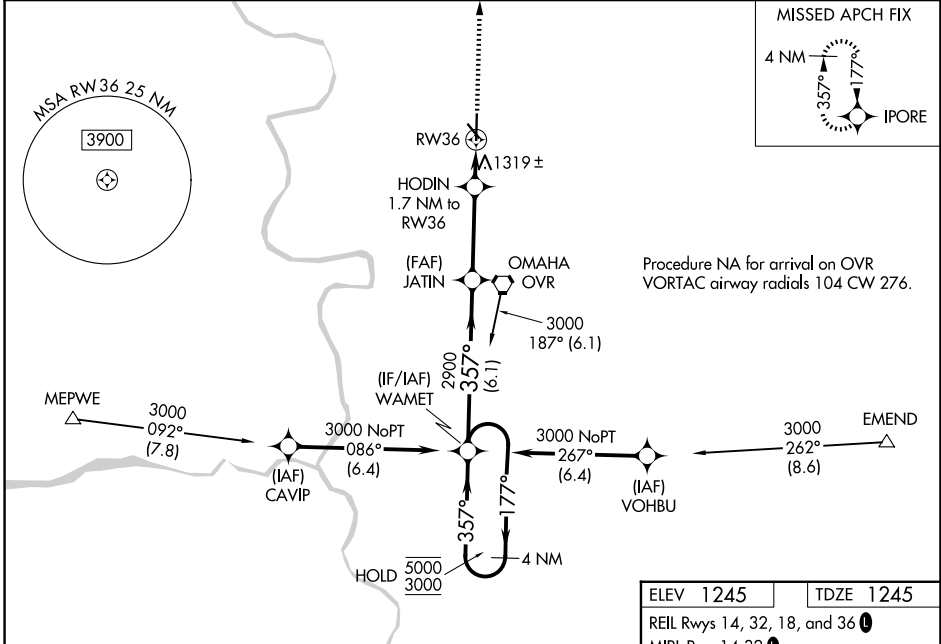 MISSED APCH FIX
4 NM
357°
177°
IPORE
MSA RW36 25 NM
3900
RW36
1319 ±
HODIN
1.7 NM to
RW36
(FAF)
JATIN
OMAHA
OVR
Procedure NA for arrival on OVR
VORTAC airway radials 104 CW 276.
3000
187° (6.1)
2900
357°
(6.1)
(IF/IAF)
WAMET
MEPWE
3000
092°
(7.8)
(IAF)
CAVIP
3000 NoPT
086°
(6.4)
3000 NoPT
267°
(6.4)
(IAF)
VOHBU
3000
262°
(8.6)
EMEND
357°
177°
HOLD
5000
3000
4 NM
ELEV 1245
TDZE 1245
REIL Rwys 14, 32, 18, and 36 L